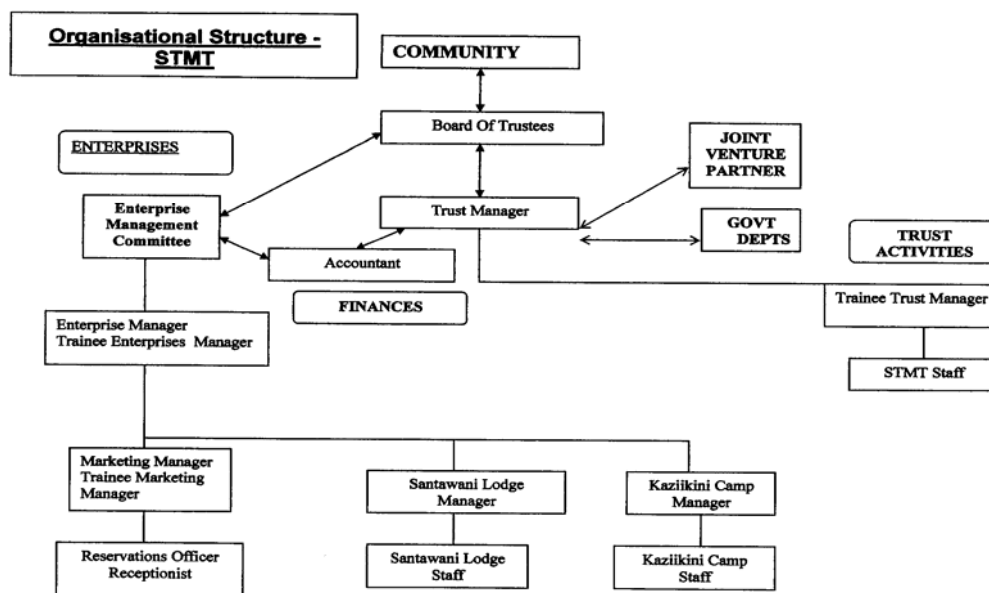 Organisational Structure -
STMT
COMMUNITY
Board Of Trustees
ENTERPRISES
JOINT
VENTURE
PARTNER
Enterprise
Management
Committee
Trust Manager
GOVT
DEPTS
TRUST
ACTIVITIES
Accountant
FINANCES
Trainee Trust Manager
Enterprise Manager
Trainee Enterprises Manager
STMT Staff
Marketing Manager
Trainee Marketing
Manager
Santawani Lodge
Manager
Kaziikini Camp
Manager
Reservations Officer
Receptionist
Santawani Lodge
Staff
Kaziikini Camp
Staff